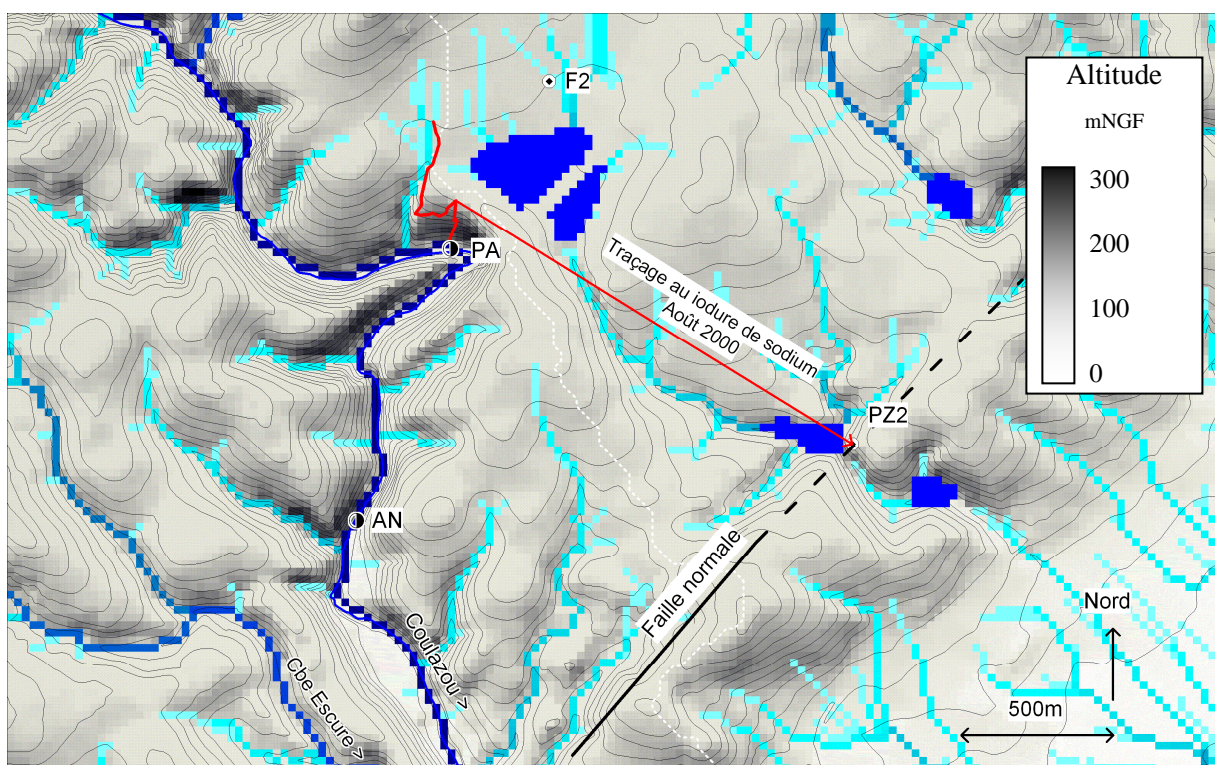 F2
Altitude
mNGF
300
200
100
0
PA
Traçage au iodure de sodium
Août 2000
PZ2
AN
Faille normale
Nord
500m
Coulazou >
Cbe Escure >